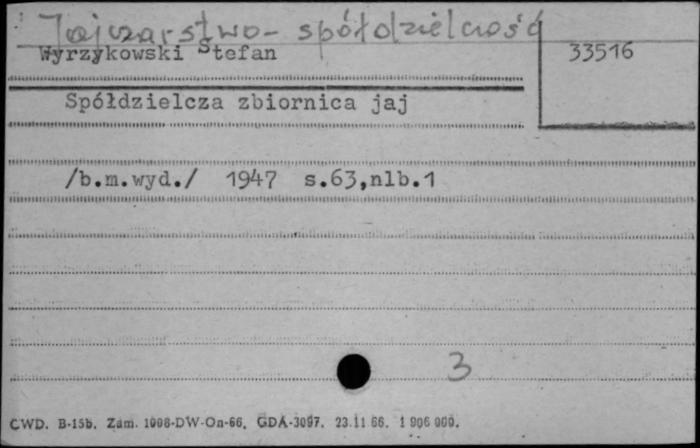 Jajczarstwo - spółdzielczość
Wyrzykowski Stefan
33516
Spółdzielcza zbiornica jaj
/b.m.wyd./ 1947 s.63,nlb.1
3
CWD. B-15b. Zam. 1008-DW-On-66. GDA-3097. 23.11 66. 1 906 000.